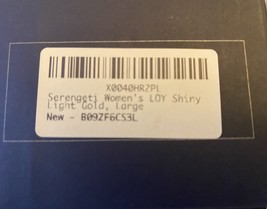 X0040HRZPL
Serengeti Women's LOY Shiny
Light Gold, Large
New - B09ZF6CS3L